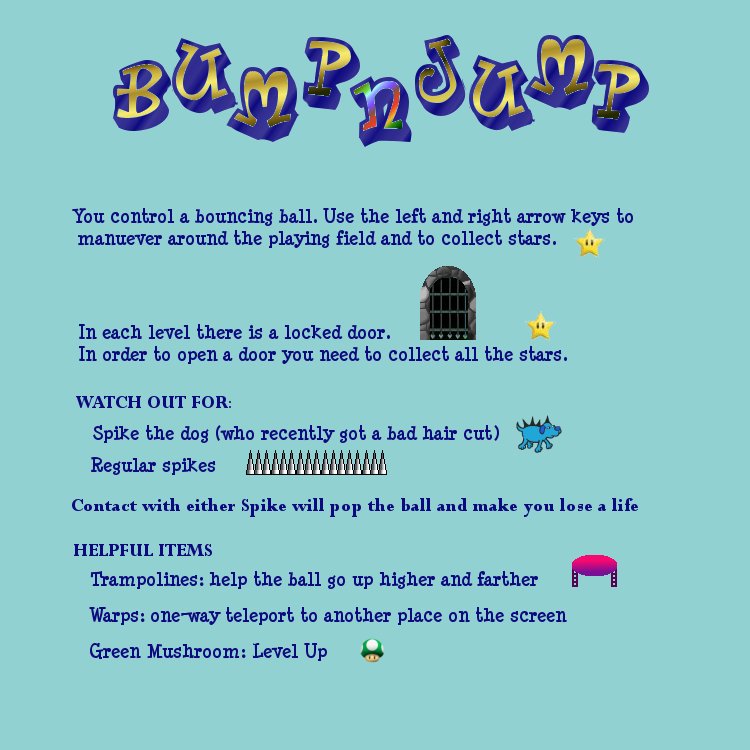 BUMP N JUMP
You control a bouncing ball. Use the left and right arrow keys to
manuever around the playing field and to collect stars.
In each level there is a locked door.
In order to open a door you need to collect all the stars.
WATCH OUT FOR:
Spike the dog (who recently got a bad hair cut)
Regular spikes
Contact with either Spike will pop the ball and make you lose a life
HELPFUL ITEMS
Trampolines: help the ball go up higher and farther
Warps: one-way teleport to another place on the screen
Green Mushroom: Level Up